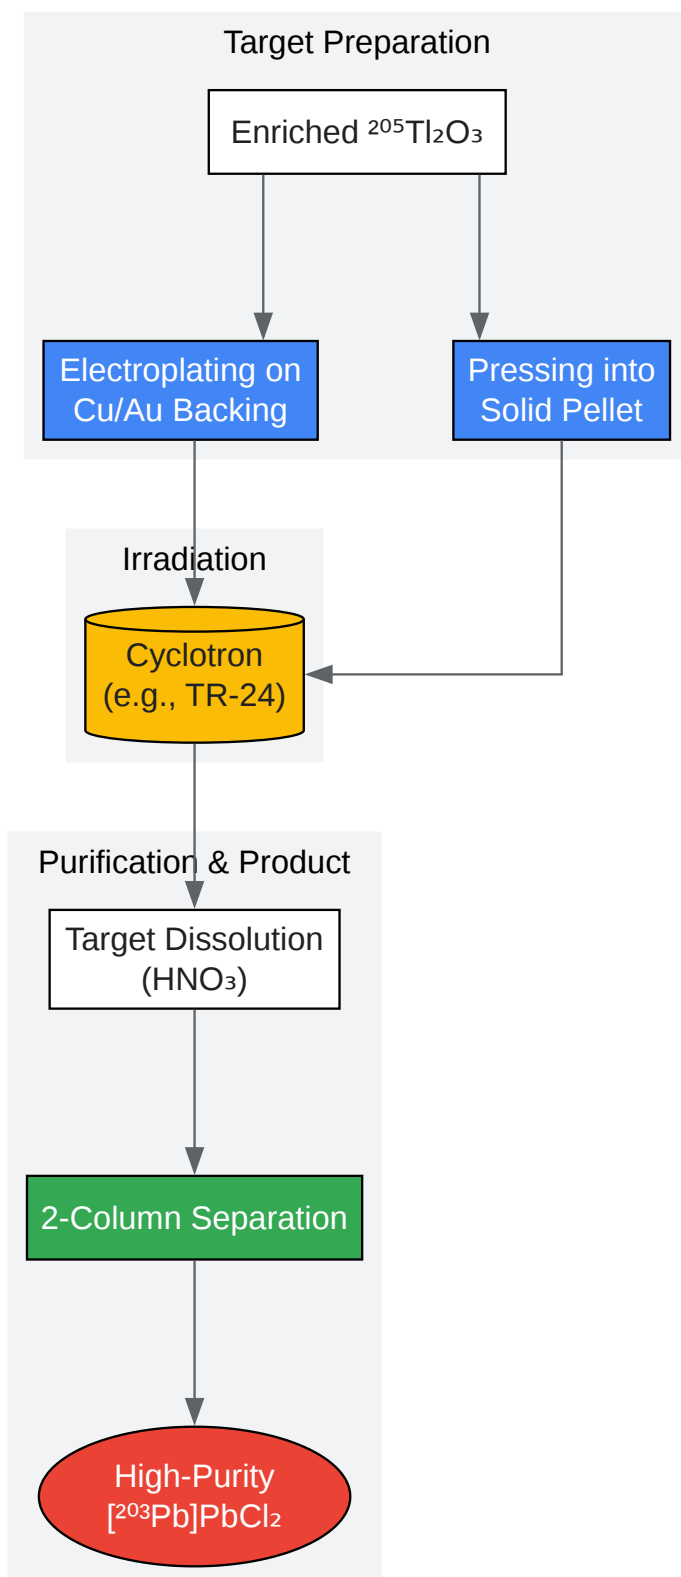 Target Preparation
Enriched ²⁰⁵Tl₂O₃
Electroplating on
Cu/Au Backing
Pressing into
Solid Pellet
Irradiation
Cyclotron
(e.g., TR-24)
Purification & Product
Target Dissolution
(HNO₃)
2-Column Separation
High-Purity
[²⁰³Pb]PbCl₂